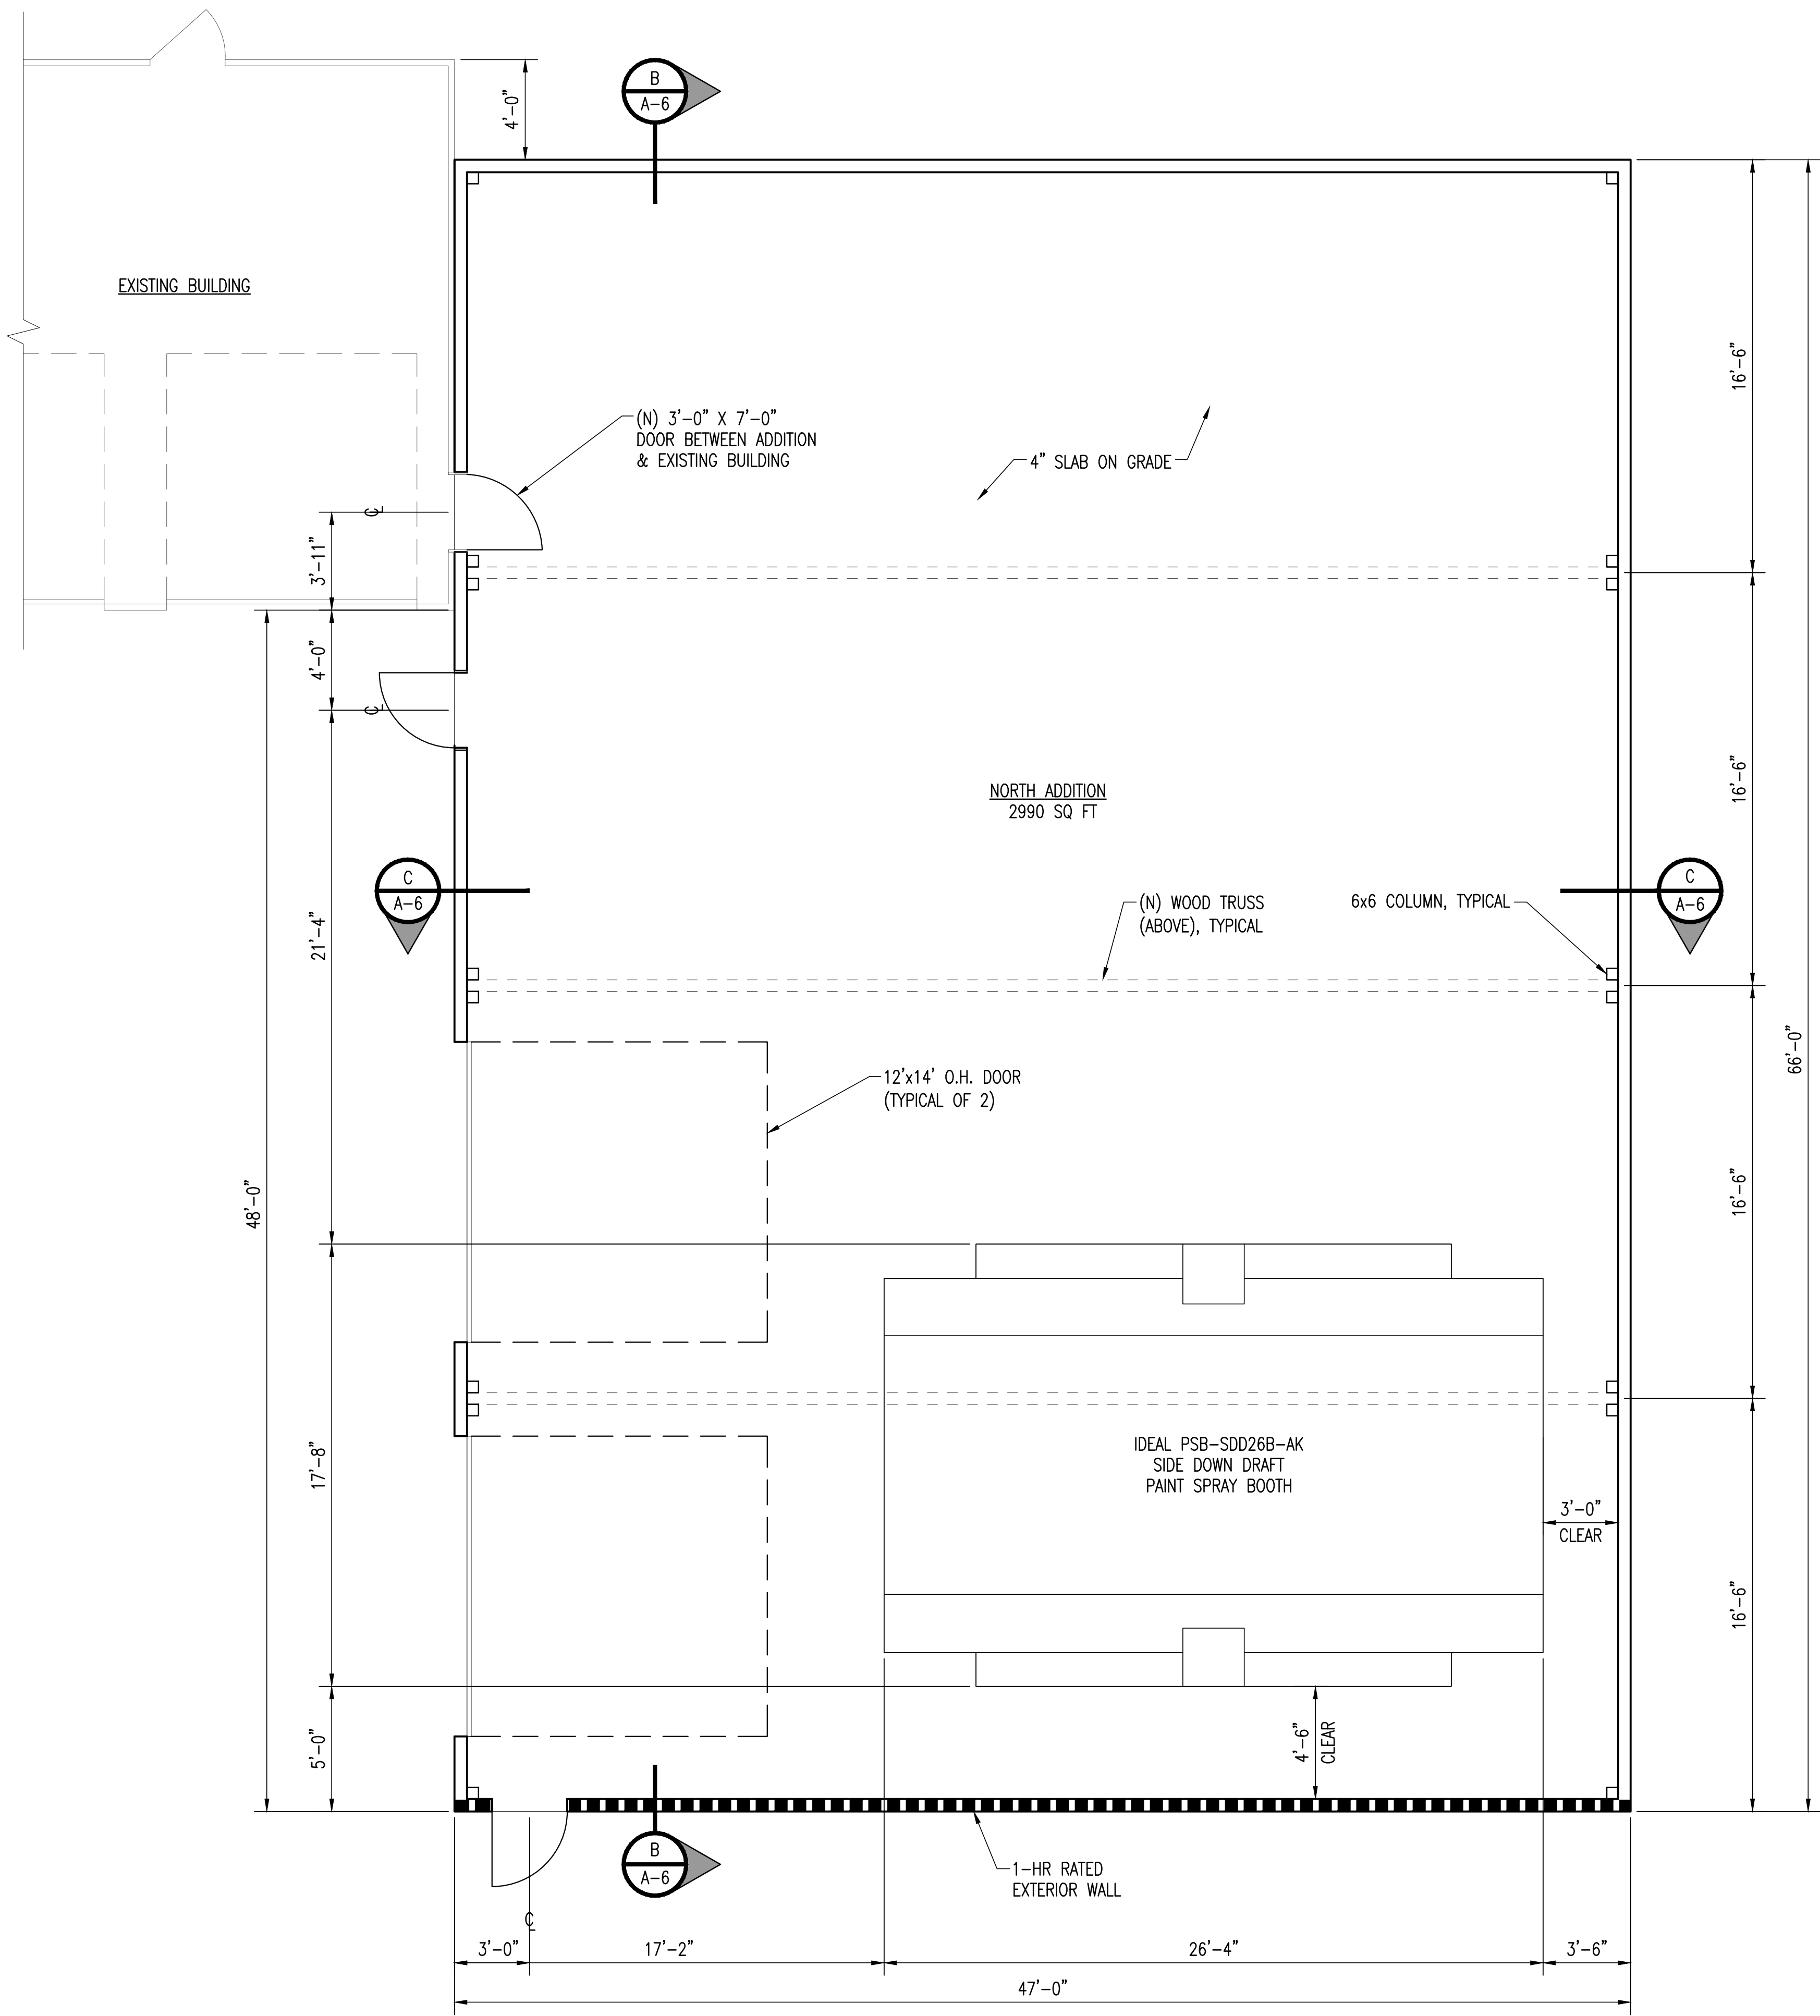 B
A-6
4'-0"
EXISTING BUILDING
16'-6"
(N) 3'-0" X 7'-0"
DOOR BETWEEN ADDITION
& EXISTING BUILDING
4" SLAB ON GRADE
CL
3'-11"
4'-0"
CL
16'-6"
NORTH ADDITION
2990 SQ FT
C
A-6
21'-4"
(N) WOOD TRUSS
(ABOVE), TYPICAL
6x6 COLUMN, TYPICAL
C
A-6
66'-0"
12'x14' O.H. DOOR
(TYPICAL OF 2)
48'-0"
16'-6"
17'-8"
IDEAL PSB-SDD26B-AK
SIDE DOWN DRAFT
PAINT SPRAY BOOTH
3'-0"
CLEAR
16'-6"
5'-0"
4'-6"
CLEAR
B
A-6
1-HR RATED
EXTERIOR WALL
CL
3'-0"
17'-2"
26'-4"
3'-6"
47'-0"